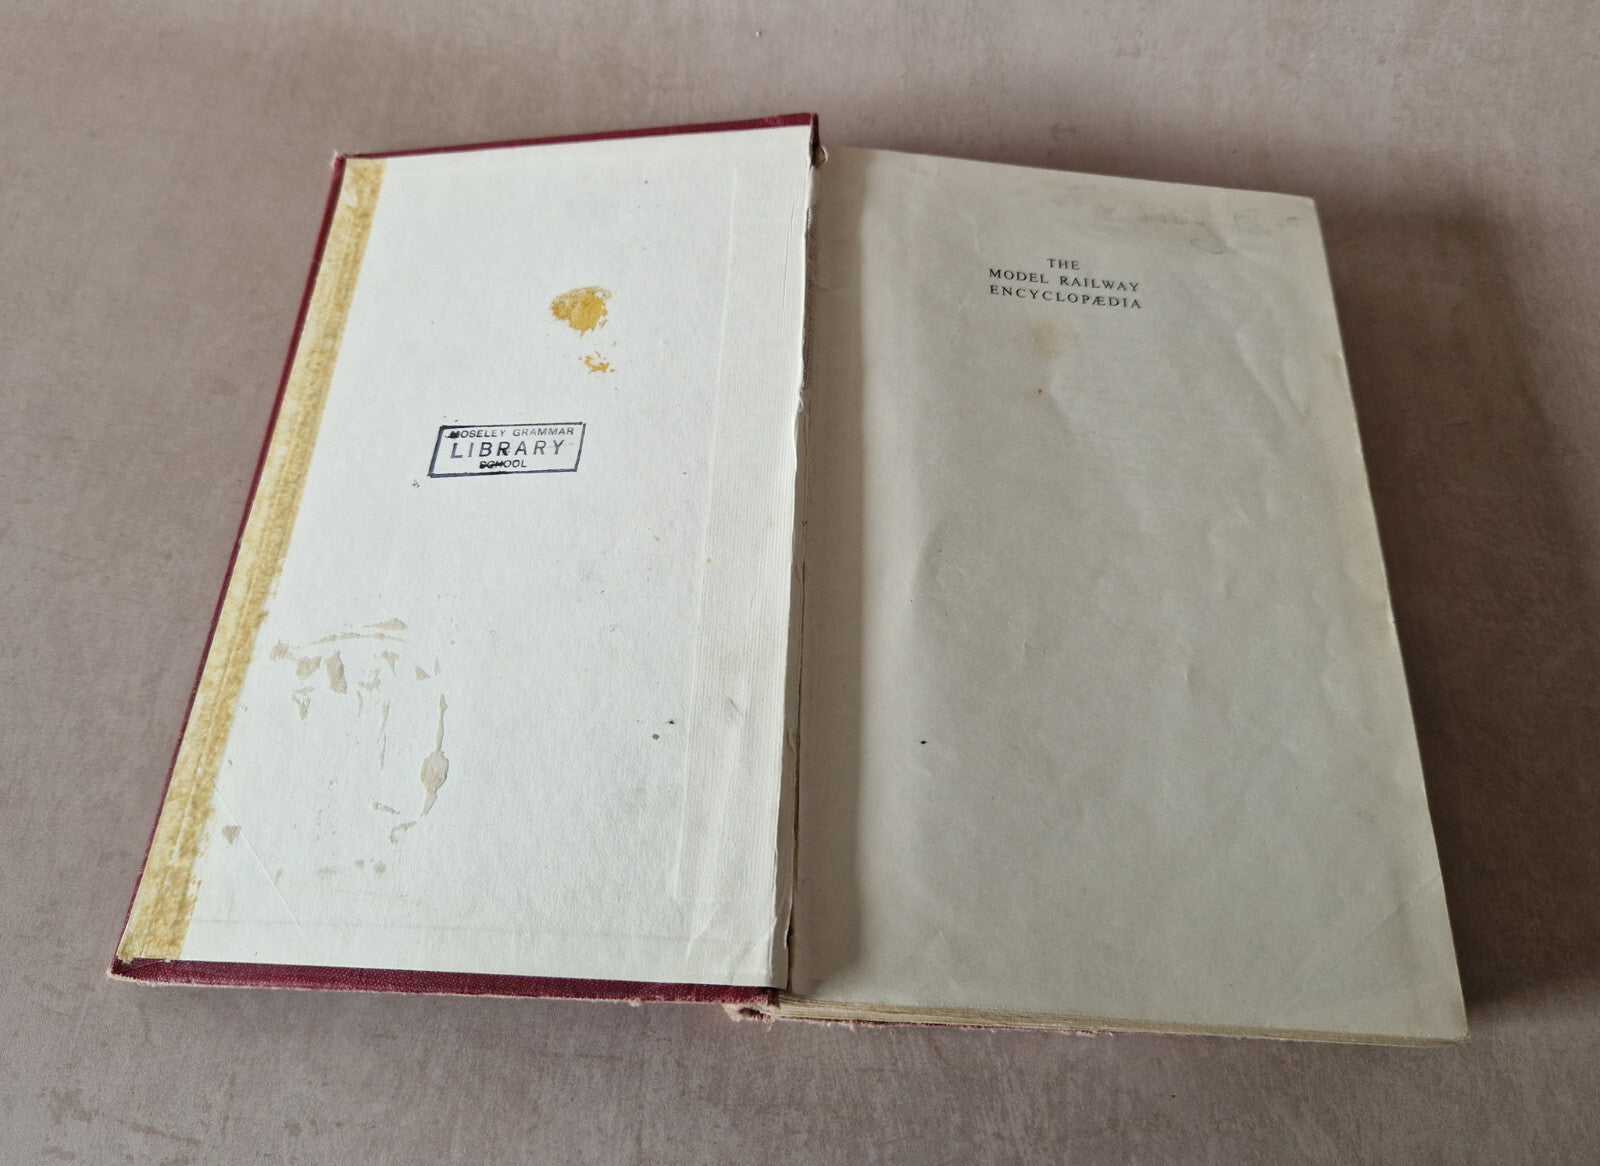 MOSELEY GRAMMAR
LIBRARY
SCHOOL
THE
MODEL RAILWAY
ENCYCLOPÆDIA